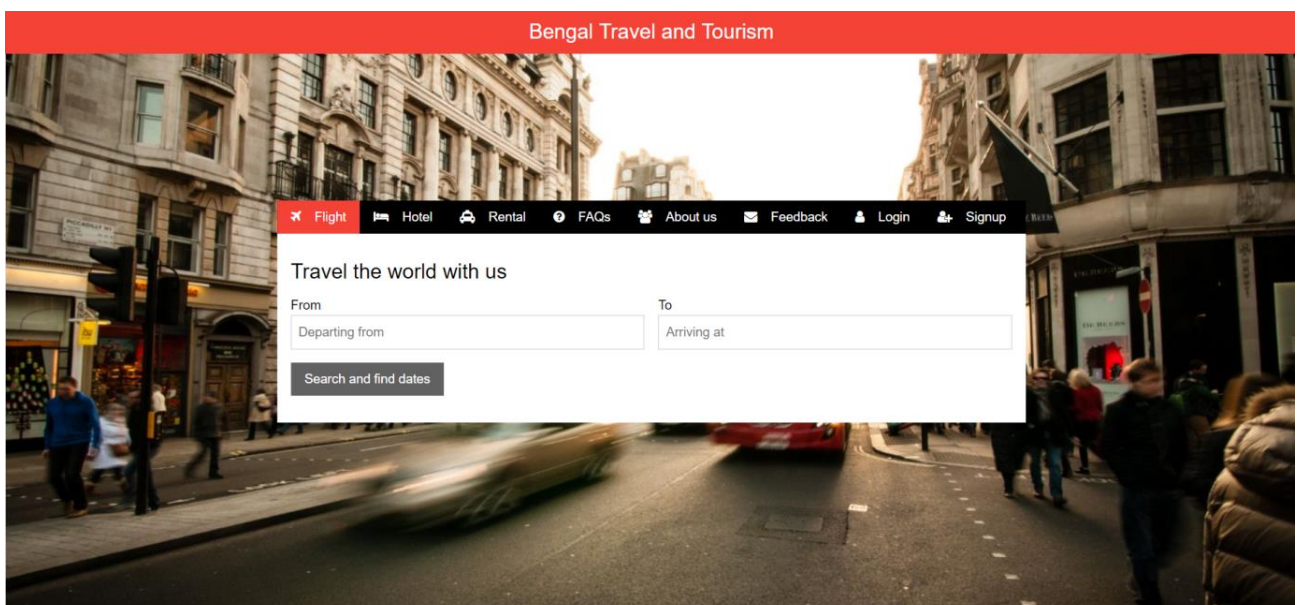 Bengal Travel and Tourism
Flight Hotel Rental FAQs About us Feedback Login Signup
Travel the world with us
From To
Departing from Arriving at
Search and find dates